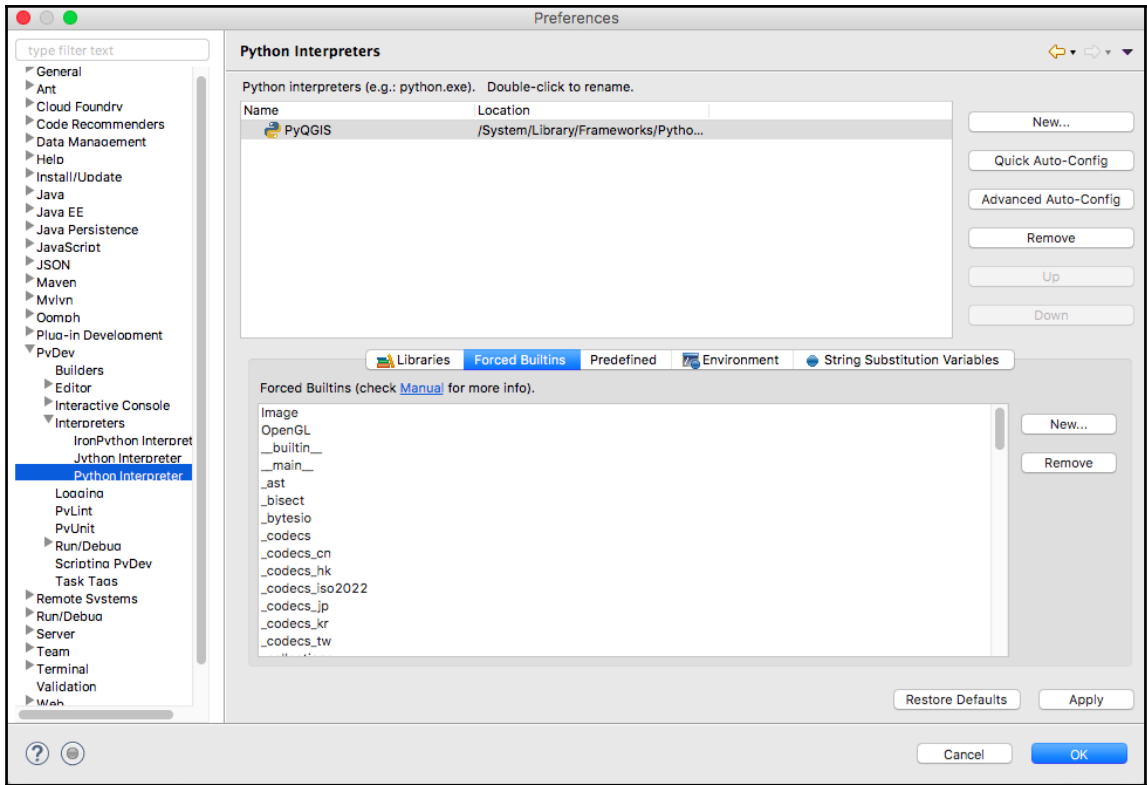 Preferences
type filter text
General
Ant
Cloud Foundry
Code Recommenders
Data Management
Help
Install/Update
Java
Java EE
Java Persistence
JavaScript
JSON
Maven
Mylyn
Oomph
Plug-in Development
PyDev
Builders
Editor
Interactive Console
Interpreters
IronPython Interpret
Jython Interpreter
Python Interpreter
Logging
PyLint
PyUnit
Run/Debug
Scripting PyDev
Task Tags
Remote Systems
Run/Debug
Server
Team
Terminal
Validation
Web
Python Interpreters
Python interpreters (e.g.: python.exe). Double-click to rename.
Name Location
PyQGIS /System/Library/Frameworks/Pytho...
New...
Quick Auto-Config
Advanced Auto-Config
Remove
Up
Down
Libraries Forced Builtins Predefined Environment String Substitution Variables
Forced Builtins (check Manual for more info).
Image
OpenGL
__builtin__
__main__
_ast
_bisect
_bytesio
_codecs
_codecs_cn
_codecs_hk
_codecs_iso2022
_codecs_jp
_codecs_kr
_codecs_tw
New...
Remove
Restore Defaults Apply
? Cancel OK